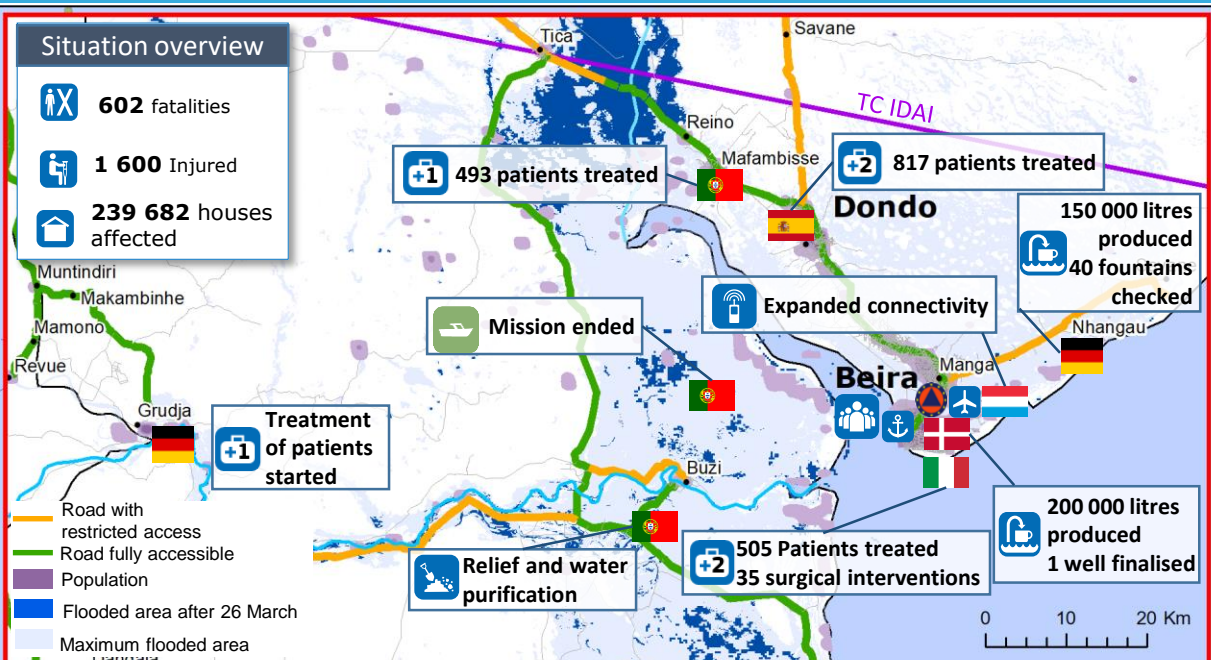 Situation overview
602 fatalities
1 600 Injured
239 682 houses
affected
Tica
Savane
TC IDAI
Reino
Mafambisse
+1 493 patients treated
+2 817 patients treated
Dondo
150 000 litres
produced
40 fountains
checked
Muntindiri
Makambinhe
Mamono
Revue
Grudja
Mission ended
Expanded connectivity
Nhangau
Manga
Beira
+1
Treatment
of patients
started
Buzi
Road with
restricted access
Road fully accessible
Population
Flooded area after 26 March
Maximum flooded area
Relief and water
purification
+2
505 Patients treated
35 surgical interventions
200 000 litres
produced
1 well finalised
0 10 20 Km